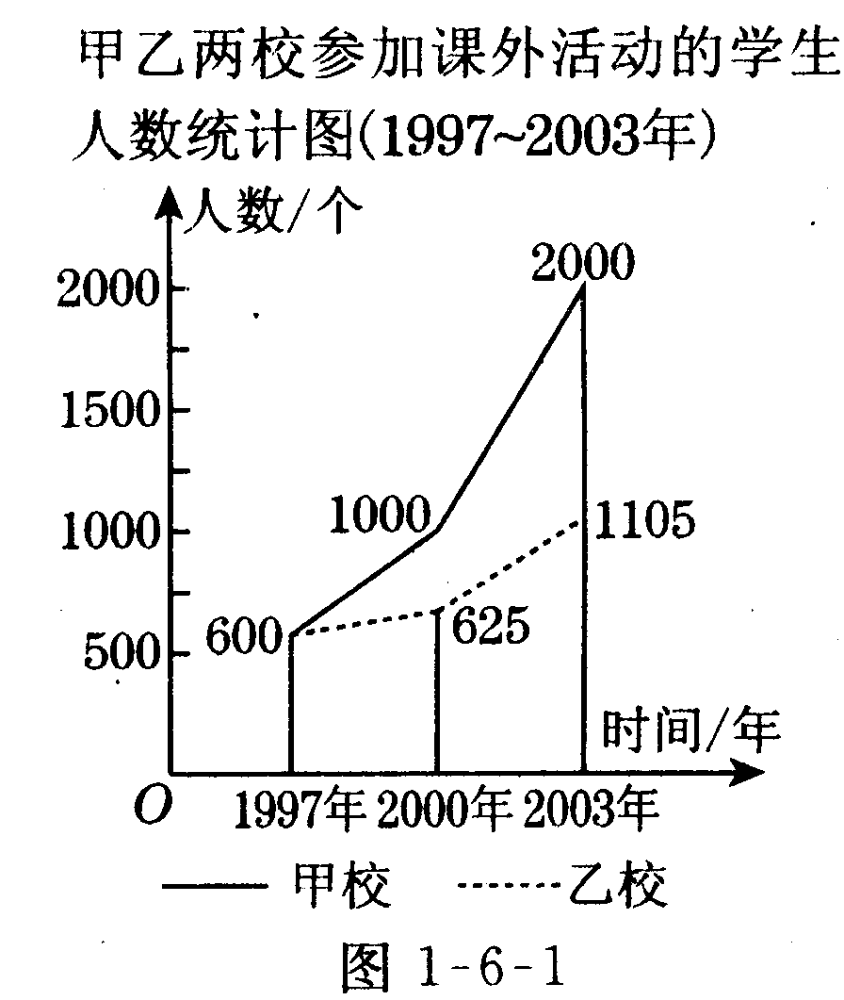 甲乙两校参加课外活动的学生
人数统计图(1997~2003年)
人数/个
2000
2000
1500
1000
1000
1105
600
625
500
时间/年
O
1997年 2000年 2003年
甲校 乙校
图 1-6-1